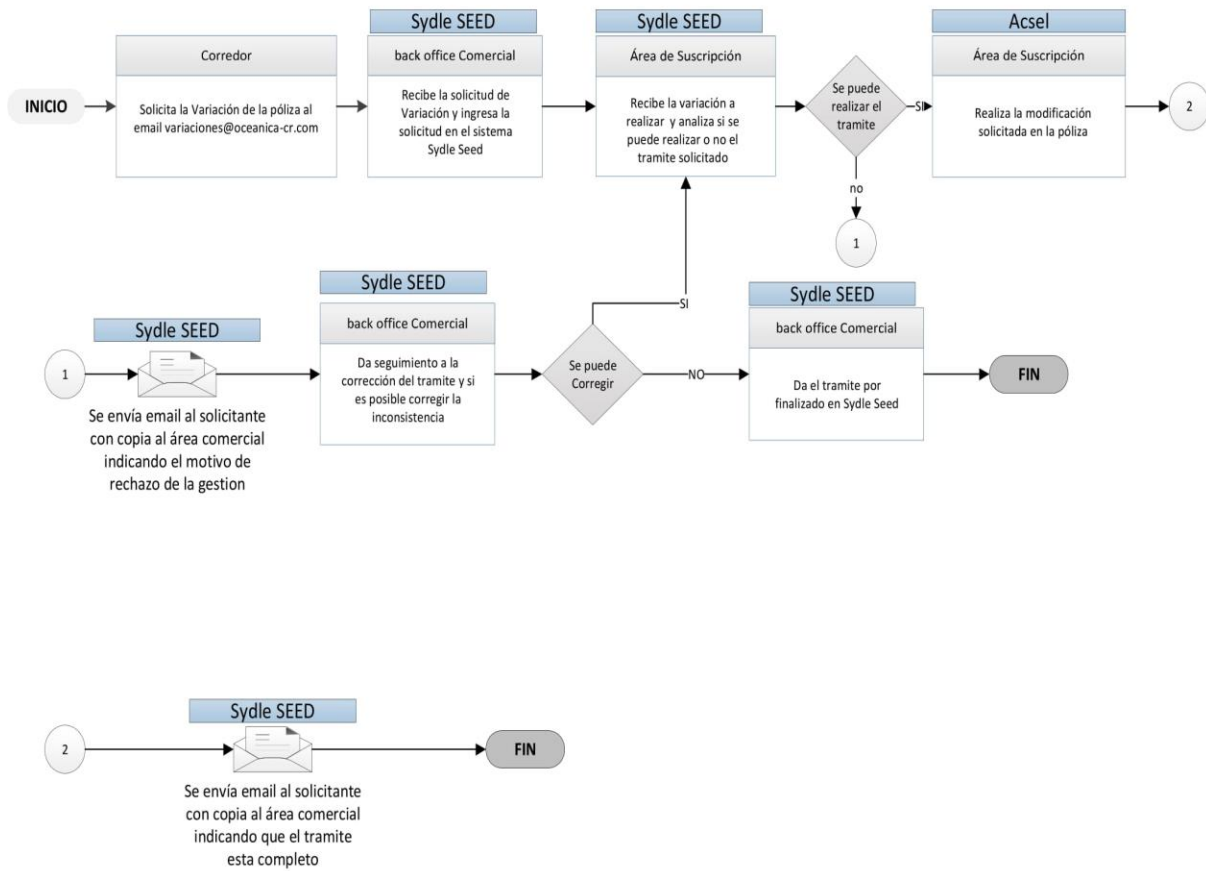 Sydle SEED
Sydle SEED
Acsel
Corredor
back office Comercial
Área de Suscripción
Área de Suscripción
INICIO
Solicita la Variación de la póliza al
email variaciones@oceanica-cr.com
Recibe la solicitud de
Variación y ingresa la
solicitud en el sistema
Sydle Seed
Recibe la variación a
realizar y analiza si se
puede realizar o no el
tramite solicitado
Se puede
realizar el
tramite
SI
Realiza la modificación
solicitada en la póliza
2
no
1
Sydle SEED
back office Comercial
Da seguimiento a la
corrección del tramite y si
es posible corregir la
inconsistencia
Sydle SEED
1
Se envía email al solicitante
con copia al área comercial
indicando el motivo de
rechazo de la gestion
Se puede
Corregir
SI
NO
Sydle SEED
back office Comercial
Da el tramite por
finalizado en Sydle Seed
FIN
Sydle SEED
2
FIN
Se envía email al solicitante
con copia al área comercial
indicando que el tramite
esta completo